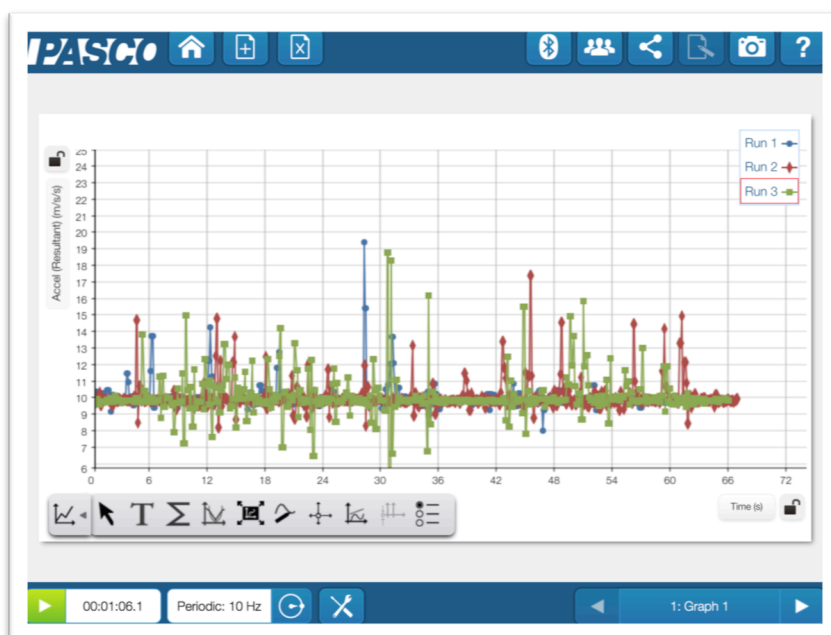 PASCO
?
25
24
23
22
21
20
19
18
17
16
15
14
13
12
11
10
9
8
7
6
Accel (Resultant) (m/s/s)
Run 1
Run 2
Run 3
0 6 12 18 24 30 36 42 48 54 60 66 72
Time (s)
T Σ
00:01:06.1 Periodic: 10 Hz 1: Graph 1